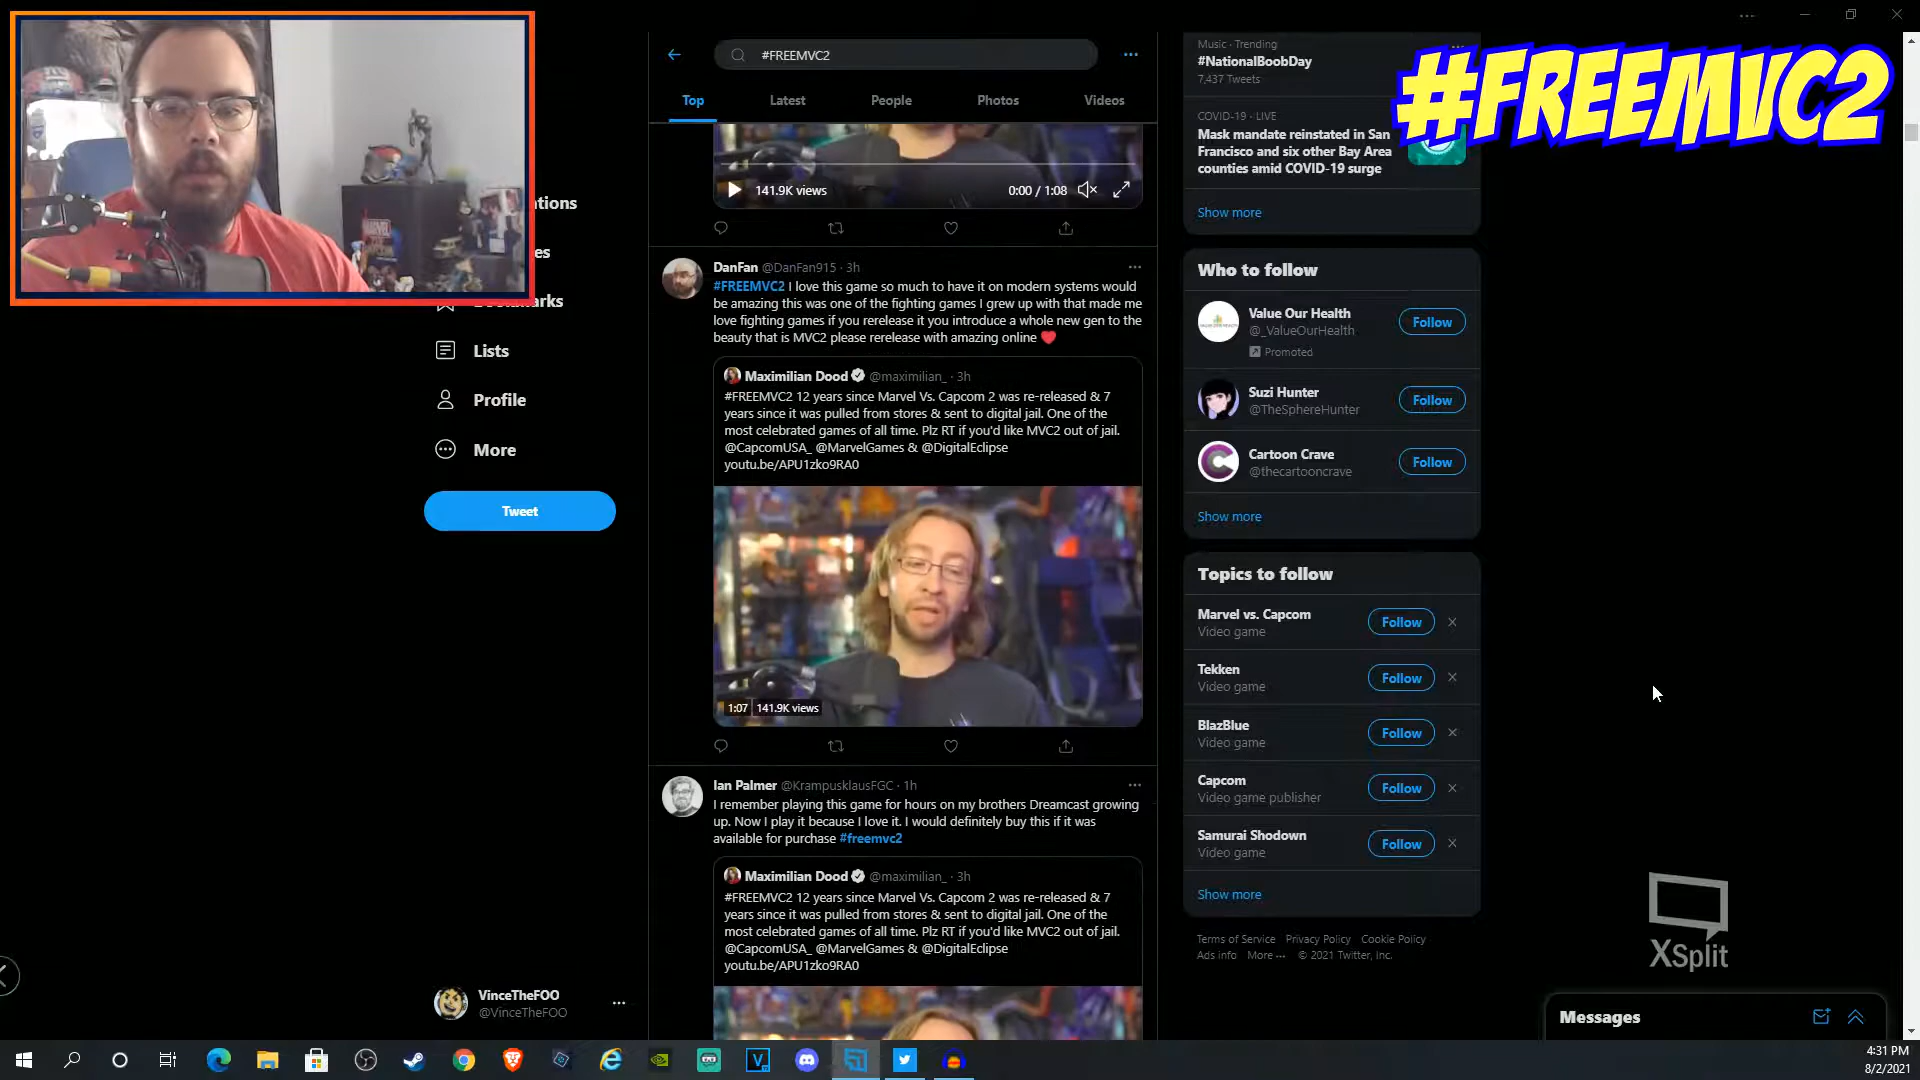 #FREEMVC2
Top
Latest
People
Photos
Videos
141.9K views
0:00 / 1:08
DanFan @DanFan915 · 3h
#FREEMVC2 I love this game so much to have it on modern systems would
be amazing this was one of the fighting games I grew up with that made me
love fighting games if you rerelease it you introduce a whole new gen to the
beauty that is MVC2 please rerelease with amazing online
Maximilian Dood @maximilian_ · 3h
#FREEMVC2 12 years since Marvel Vs. Capcom 2 was re-released & 7
years since it was pulled from stores & sent to digital jail. One of the
most celebrated games of all time. Plz RT if you'd like MVC2 out of jail.
@CapcomUSA_ @MarvelGames & @DigitalEclipse
youtu.be/APU1zko9RA0
1:07
141.9K views
Ian Palmer @KrampusklausFGC · 1h
I remember playing this game for hours on my brothers Dreamcast growing
up. Now I play it because I love it. I would definitely buy this if it was
available for purchase #freemvc2
Maximilian Dood @maximilian_ · 3h
#FREEMVC2 12 years since Marvel Vs. Capcom 2 was re-released & 7
years since it was pulled from stores & sent to digital jail. One of the
most celebrated games of all time. Plz RT if you'd like MVC2 out of jail.
@CapcomUSA_ @MarvelGames & @DigitalEclipse
youtu.be/APU1zko9RA0
Lists
Profile
More
Tweet
VinceTheFOO
@VinceTheFOO
Music · Trending
#NationalBoobDay
7,437 Tweets
COVID-19 · LIVE
Mask mandate reinstated in San
Francisco and six other Bay Area
counties amid COVID-19 surge
Show more
#FREEMVC2
Who to follow
Value Our Health
@_ValueOurHealth
Promoted
Follow
Suzi Hunter
@TheSphereHunter
Follow
Cartoon Crave
@thecartooncrave
Follow
Show more
Topics to follow
Marvel vs. Capcom
Video game
Follow
Tekken
Video game
Follow
BlazBlue
Video game
Follow
Capcom
Video game publisher
Follow
Samurai Shodown
Video game
Follow
Show more
Terms of Service Privacy Policy Cookie Policy
Ads info More ··· © 2021 Twitter, Inc.
XSplit
Messages
4:31 PM
8/2/2021